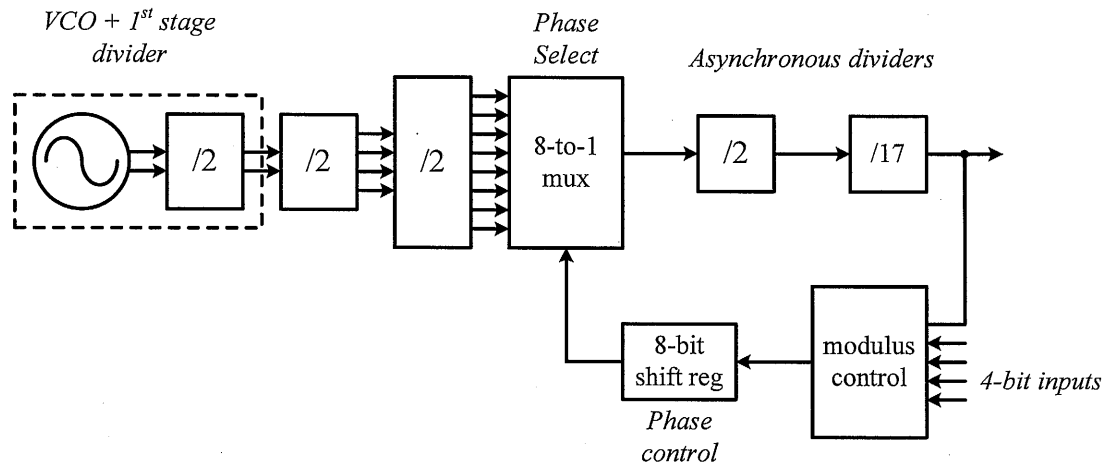 VCO + 1st stage
divider
Phase
Select
Asynchronous dividers
/2
/2
/2
8-to-1
mux
/2
/17
8-bit
shift reg
modulus
control
4-bit inputs
Phase
control